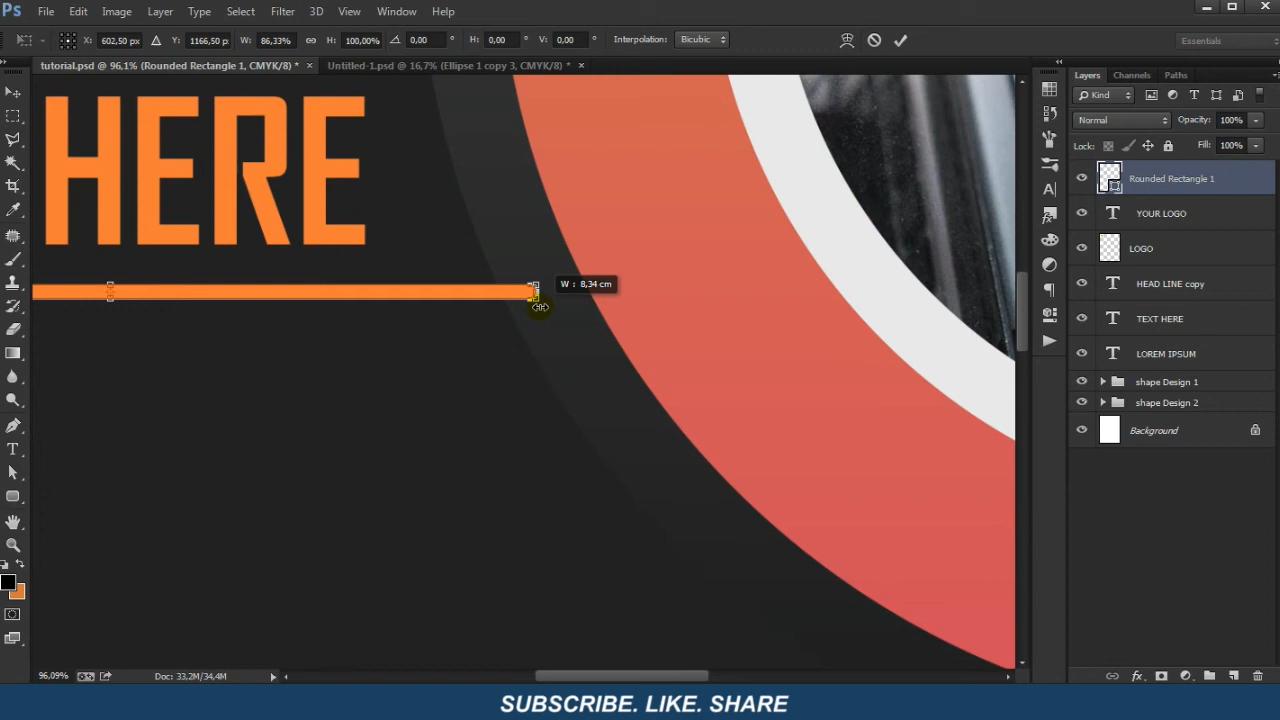 Ps File Edit Image Layer Type Select Filter 3D View Window Help
X: 602,50 px Y: 1166,50 p: W: 86,33% H: 100,00% 0,00 ° H: 0,00 ° V: 0,00 ° Interpolation: Bicubic Essentials
tutorial.psd @ 96,1% (Rounded Rectangle 1, CMYK/8) * × Untitled-1.psd @ 16,7% (Ellipse 1 copy 3, CMYK/8) * ×
HERE
W : 8,34 cm
Layers Channels Paths
Kind
Normal Opacity: 100%
Lock: Fill: 100%
Rounded Rectangle 1
YOUR LOGO
LOGO
HEAD LINE copy
TEXT HERE
LOREM IPSUM
shape Design 1
shape Design 2
Background
96,09% Doc: 33,2M/34,4M
SUBSCRIBE. LIKE. SHARE